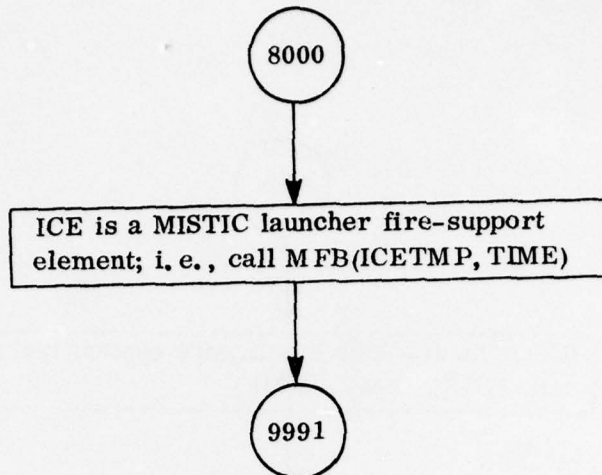 8000
ICE is a MISTIC launcher fire-support
element; i. e., call MFB(ICETMP, TIME)
9991